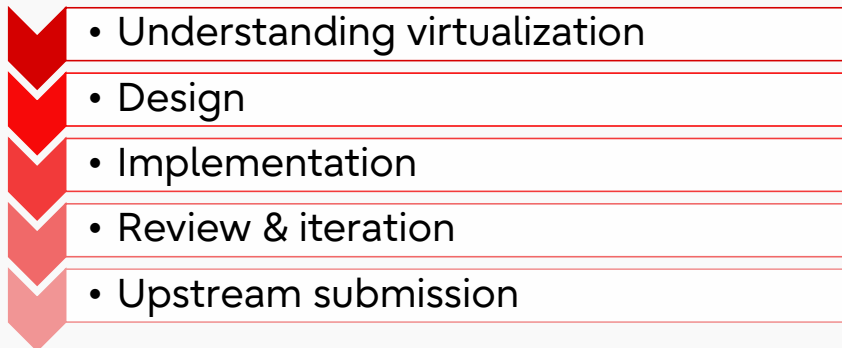 • Understanding virtualization
• Design
• Implementation
• Review & iteration
• Upstream submission